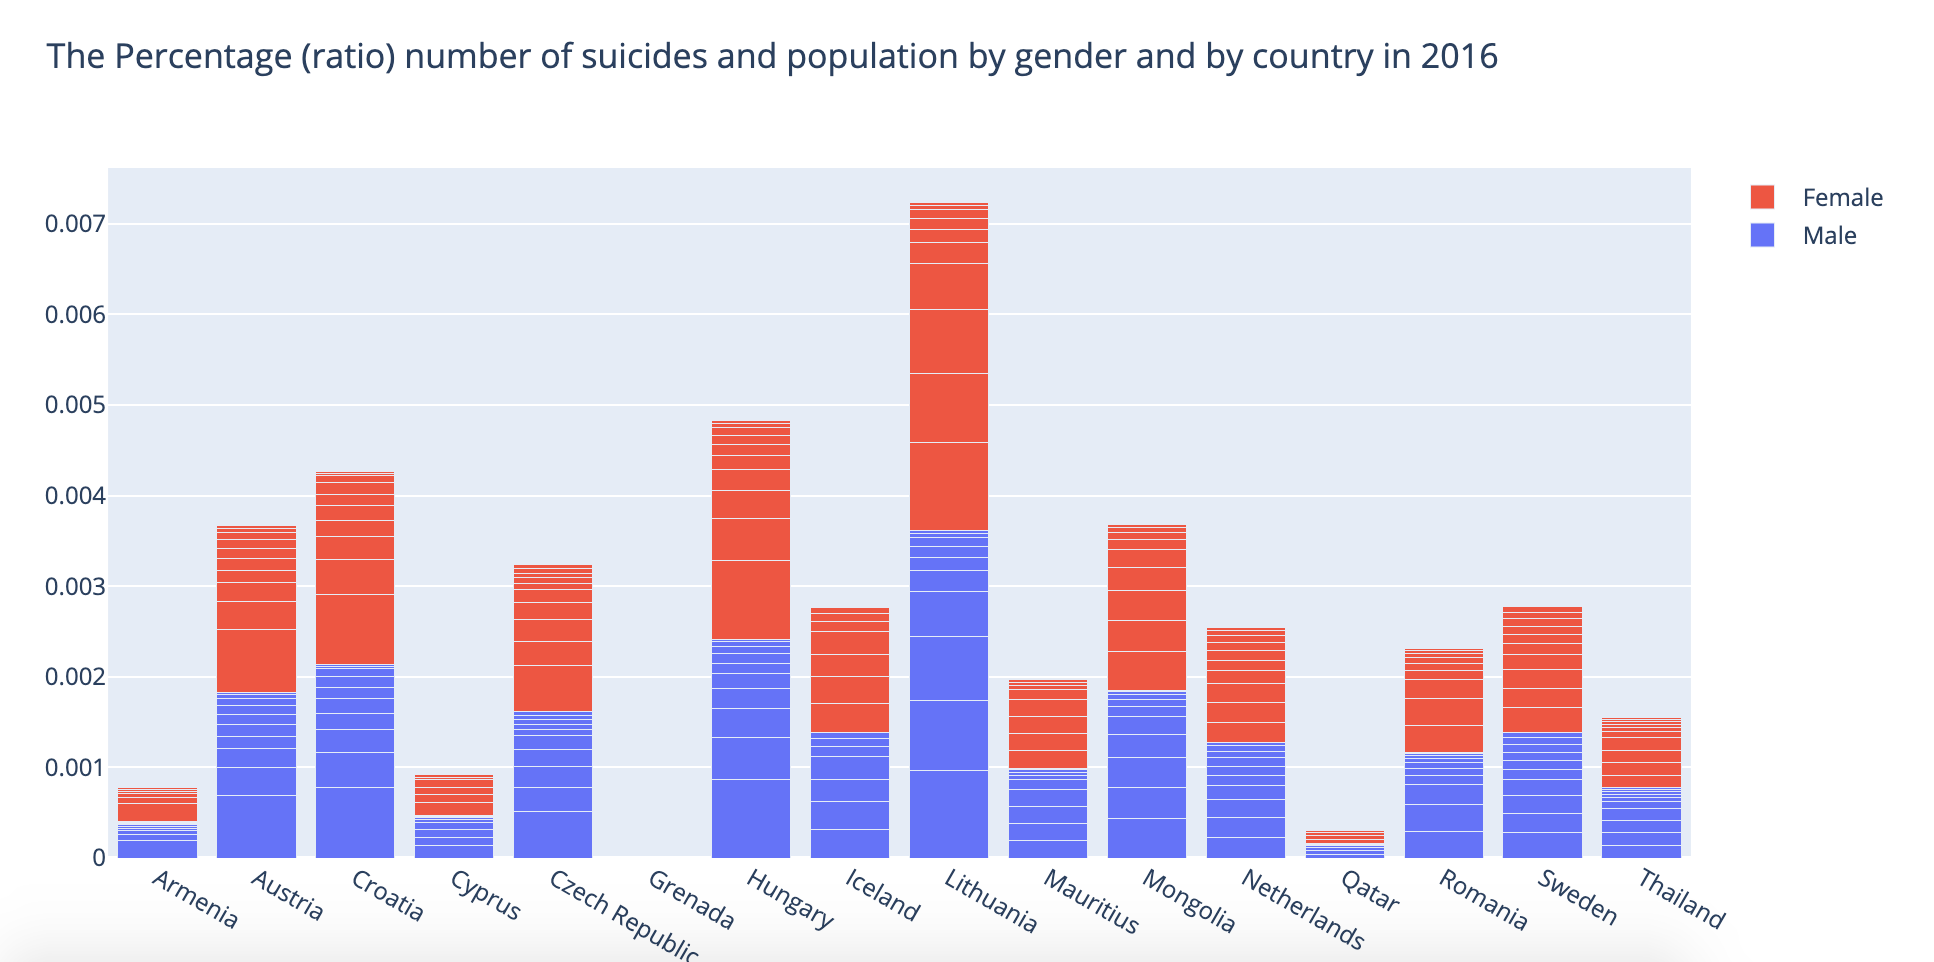 The Percentage (ratio) number of suicides and population by gender and by country in 2016
Female
Male
0.007
0.006
0.005
0.004
0.003
0.002
0.001
0
Armenia
Austria
Croatia
Cyprus
Czech Republic
Grenada
Hungary
Iceland
Lithuania
Mauritius
Mongolia
Netherlands
Qatar
Romania
Sweden
Thailand